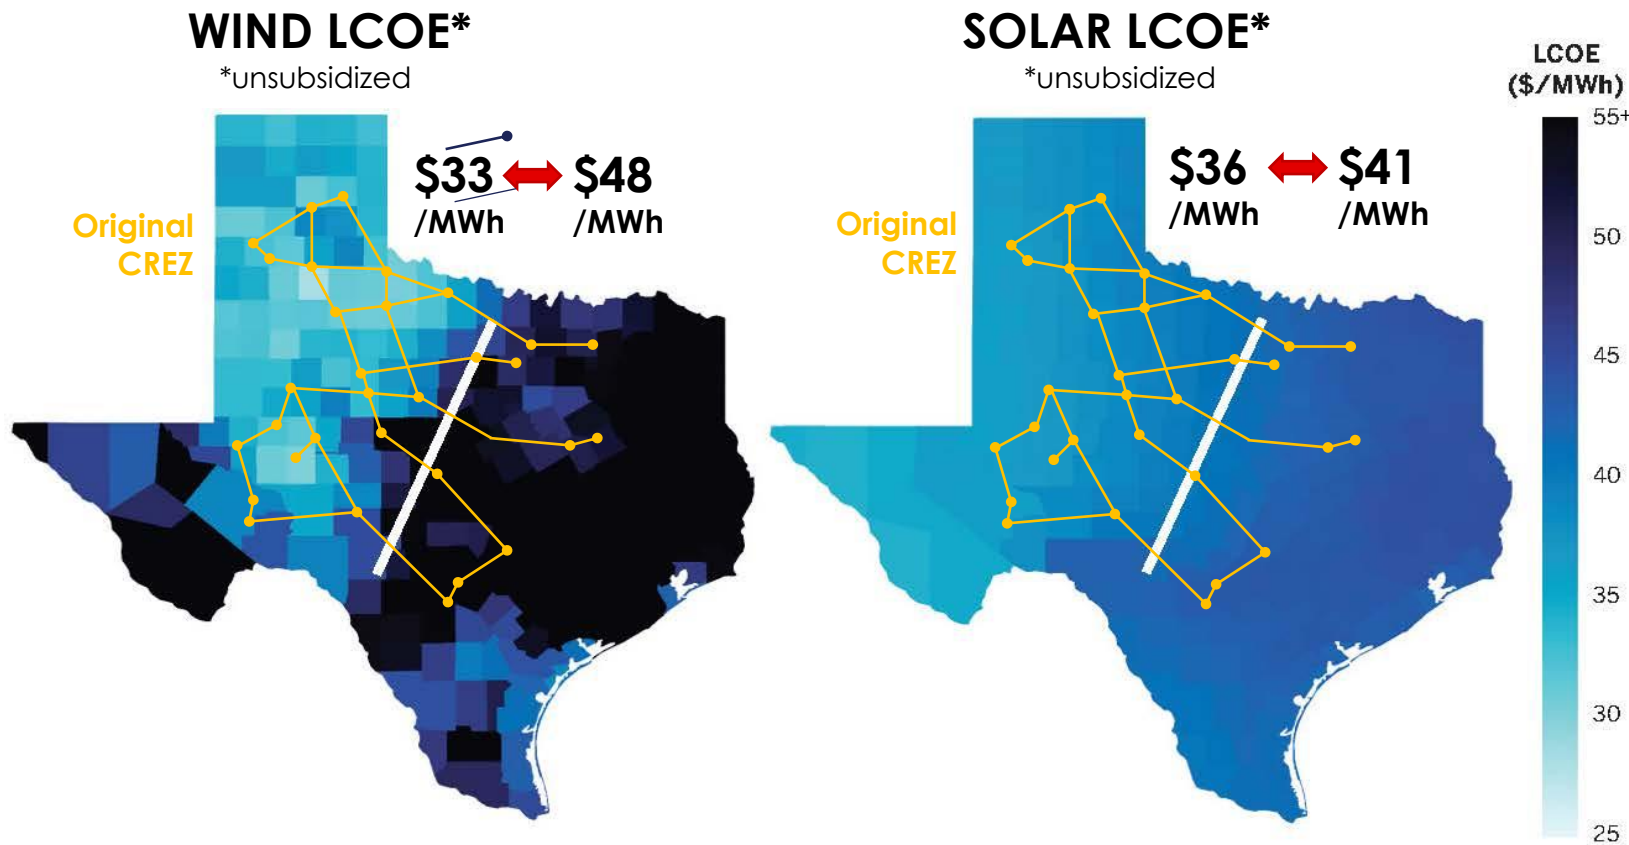 WIND LCOE*
*unsubsidized
$33 $48
/MWh /MWh
Original
CREZ
SOLAR LCOE*
*unsubsidized
$36 $41
/MWh /MWh
Original
CREZ
LCOE
($/MWh)
55+
50
45
40
35
30
25